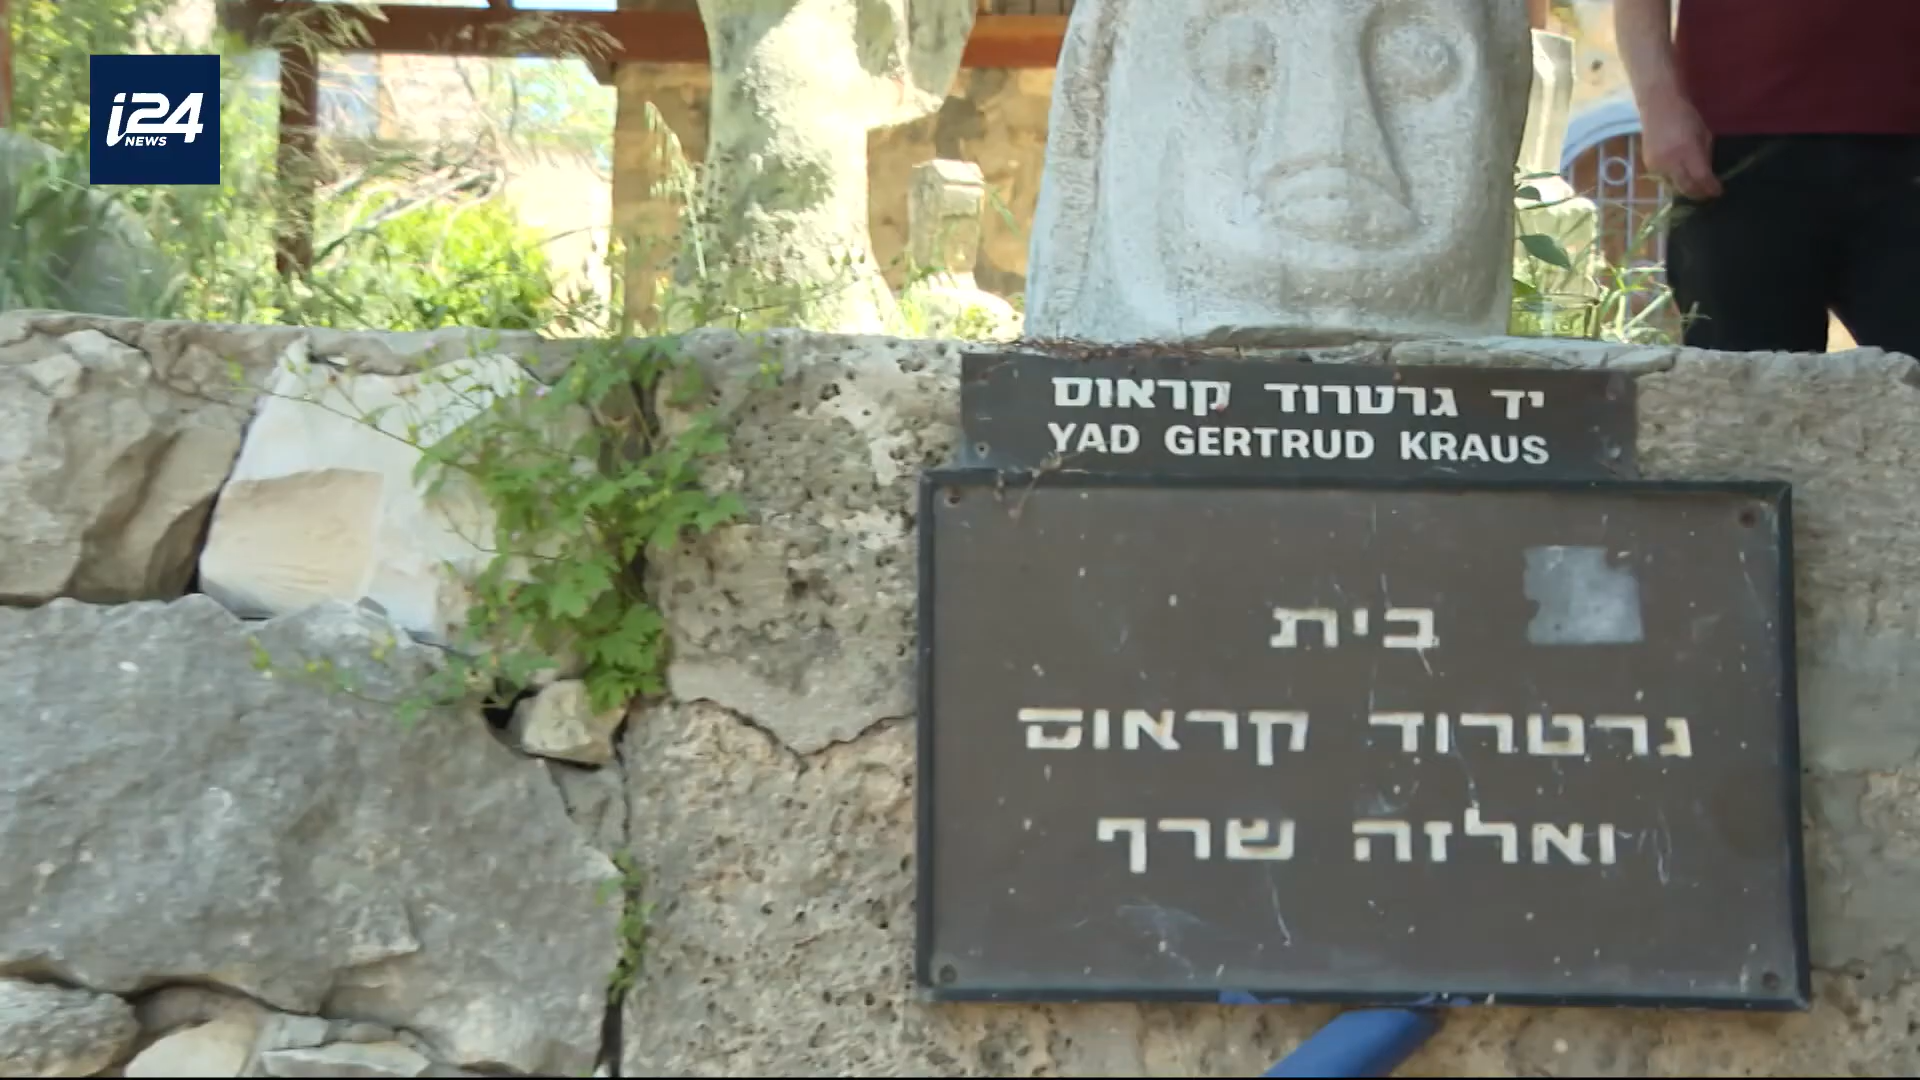 i24
NEWS
יד גרטרוד קראוס
YAD GERTRUD KRAUS
בית
גרטרוד קראוס
ואלזה שרף